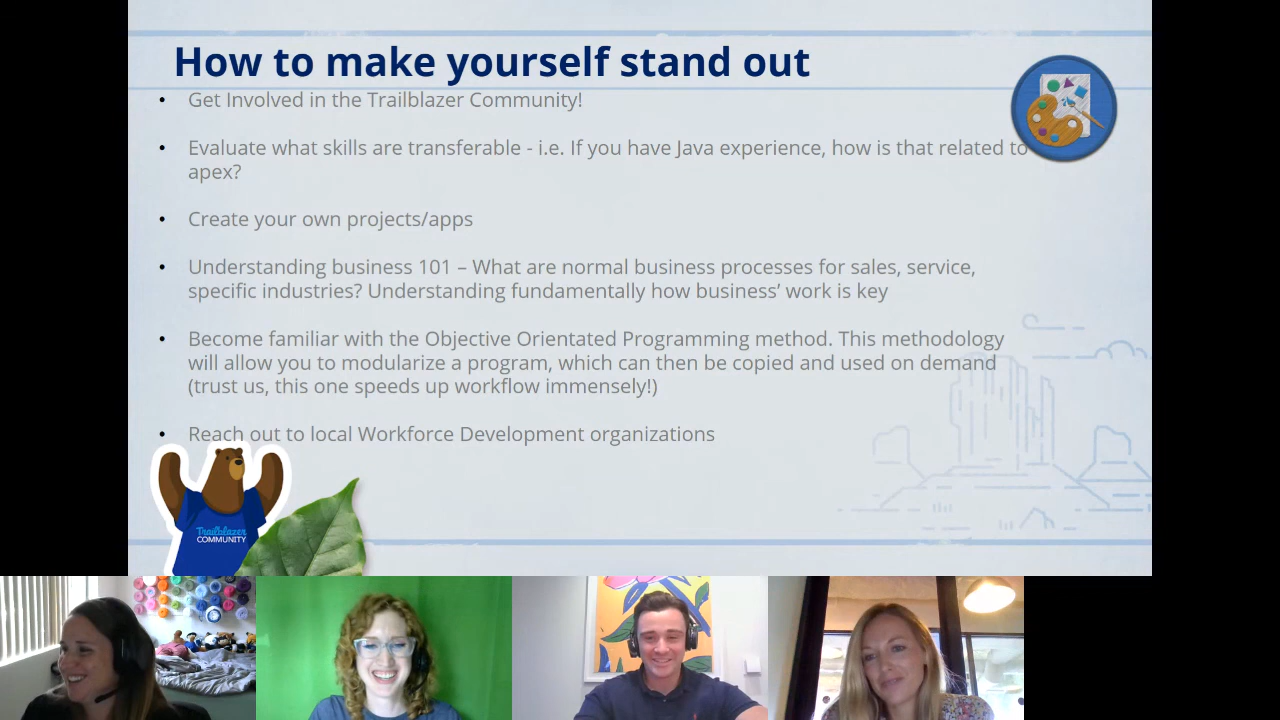 How to make yourself stand out
• Get Involved in the Trailblazer Community!
• Evaluate what skills are transferable - i.e. If you have Java experience, how is that related to
apex?
• Create your own projects/apps
• Understanding business 101 – What are normal business processes for sales, service,
specific industries? Understanding fundamentally how business’ work is key
• Become familiar with the Objective Orientated Programming method. This methodology
will allow you to modularize a program, which can then be copied and used on demand
(trust us, this one speeds up workflow immensely!)
• Reach out to local Workforce Development organizations
Trailblazer
COMMUNITY